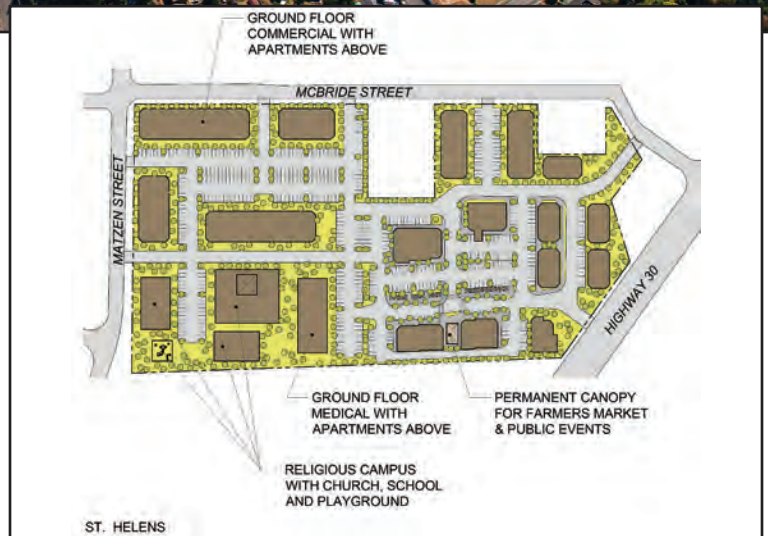 GROUND FLOOR
COMMERCIAL WITH
APARTMENTS ABOVE
MCBRIDE STREET
MATZEN STREET
HIGHWAY 30
GROUND FLOOR
MEDICAL WITH
APARTMENTS ABOVE
PERMANENT CANOPY
FOR FARMERS MARKET
& PUBLIC EVENTS
RELIGIOUS CAMPUS
WITH CHURCH, SCHOOL
AND PLAYGROUND
ST. HELENS